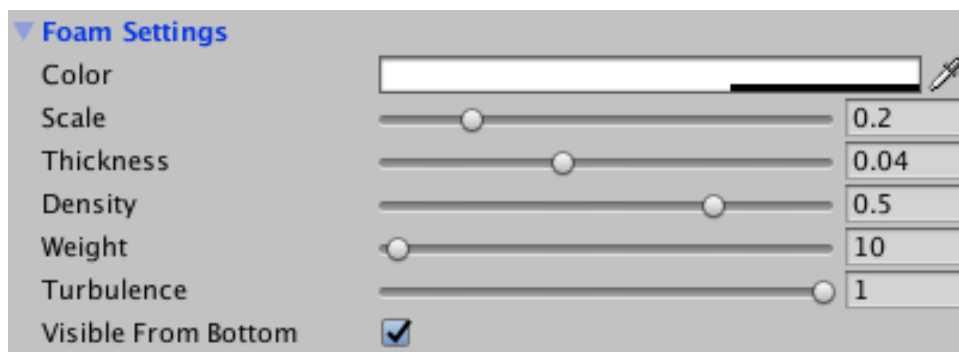 Foam Settings
Color
Scale 0.2
Thickness 0.04
Density 0.5
Weight 10
Turbulence 1
Visible From Bottom